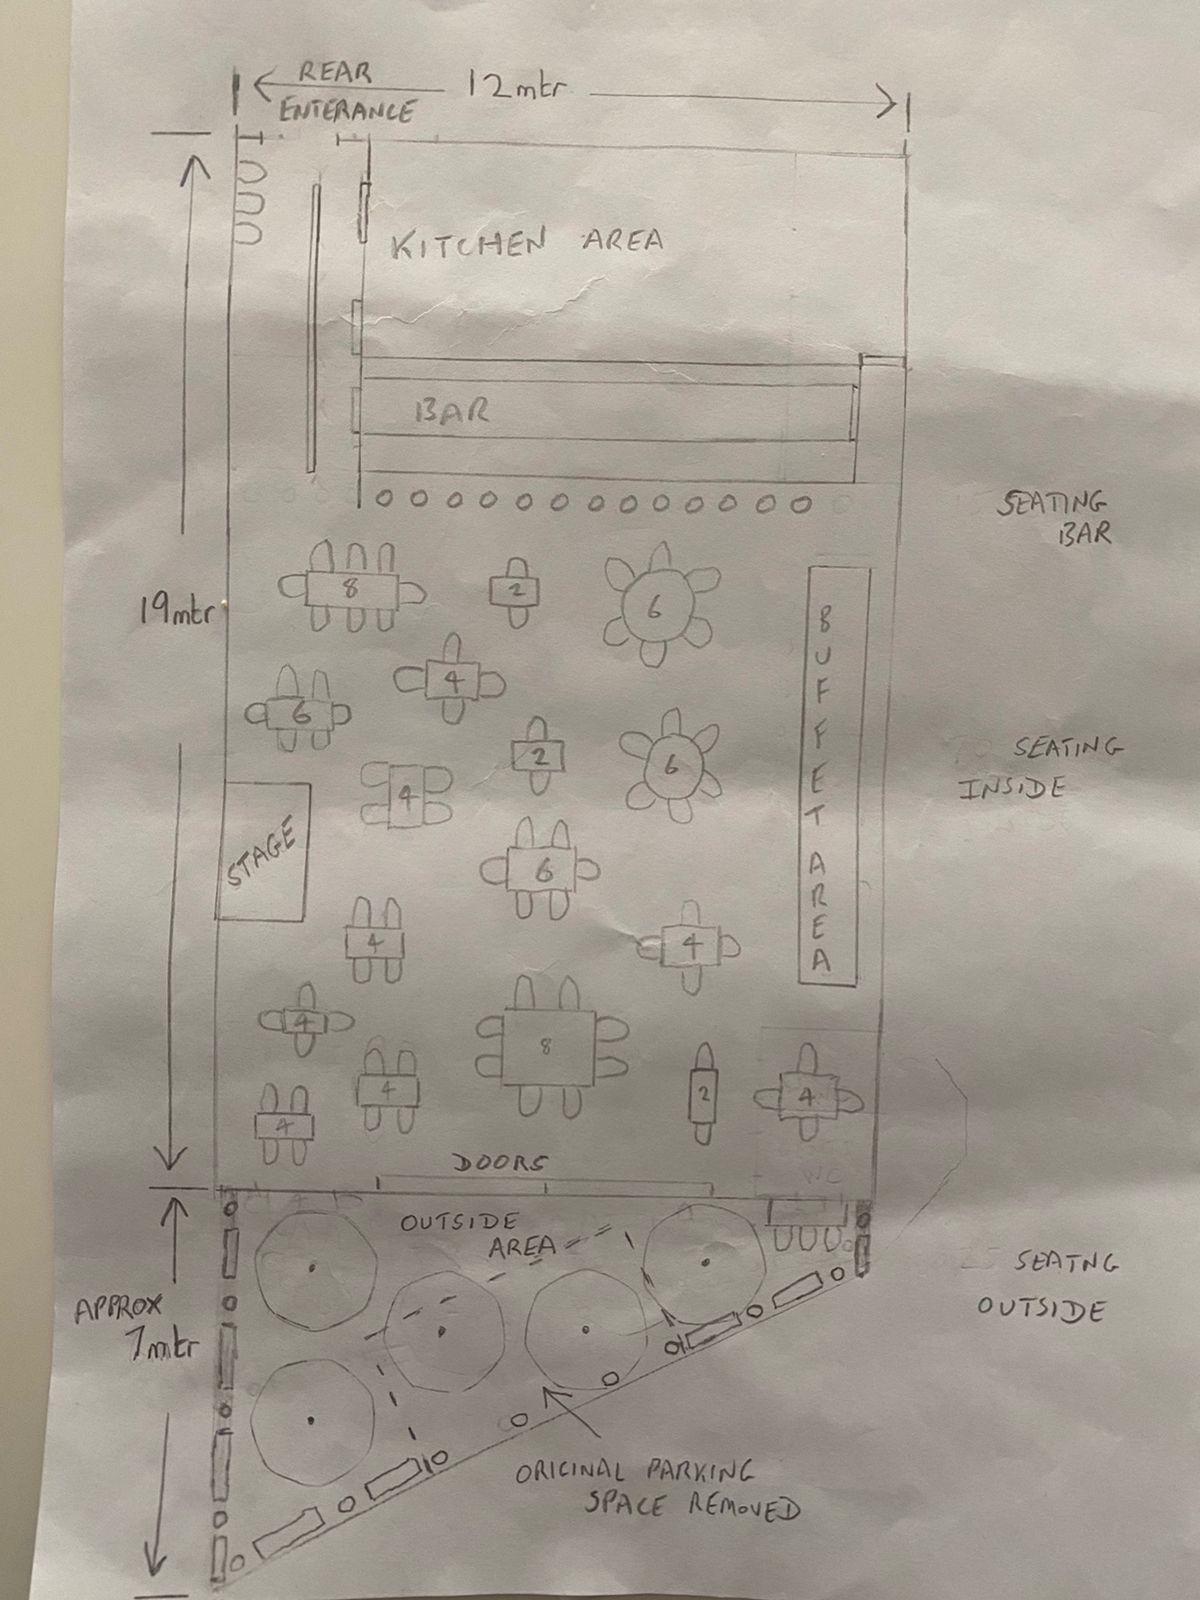 REAR
12mtr
ENTERANCE
KITCHEN AREA
BAR
SEATING
BAR
8
2
6
19mtr
4
6
2
6
SEATING
INSIDE
4
BUFFET AREA
STAGE
6
4
4
4
8
4
2
4
4
DOORS
WC
OUTSIDE
AREA
SEATNG
OUTSIDE
APPROX
7mtr
ORIGINAL PARKING
SPACE REMOVED